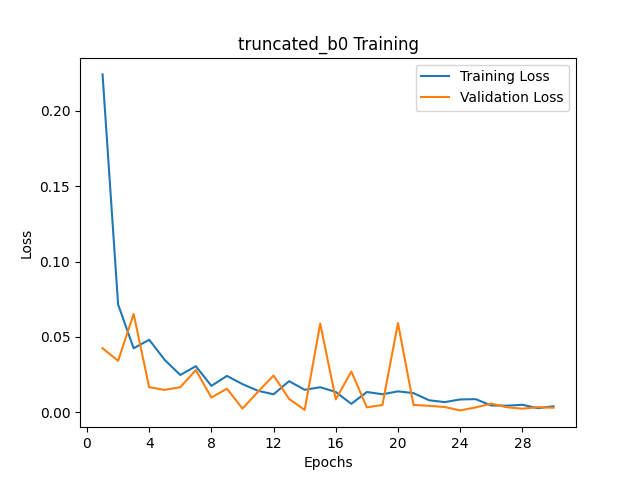 truncated_b0 Training
Training Loss
Validation Loss
0.20
0.15
0.10
0.05
0.00
Loss
0 4 8 12 16 20 24 28
Epochs